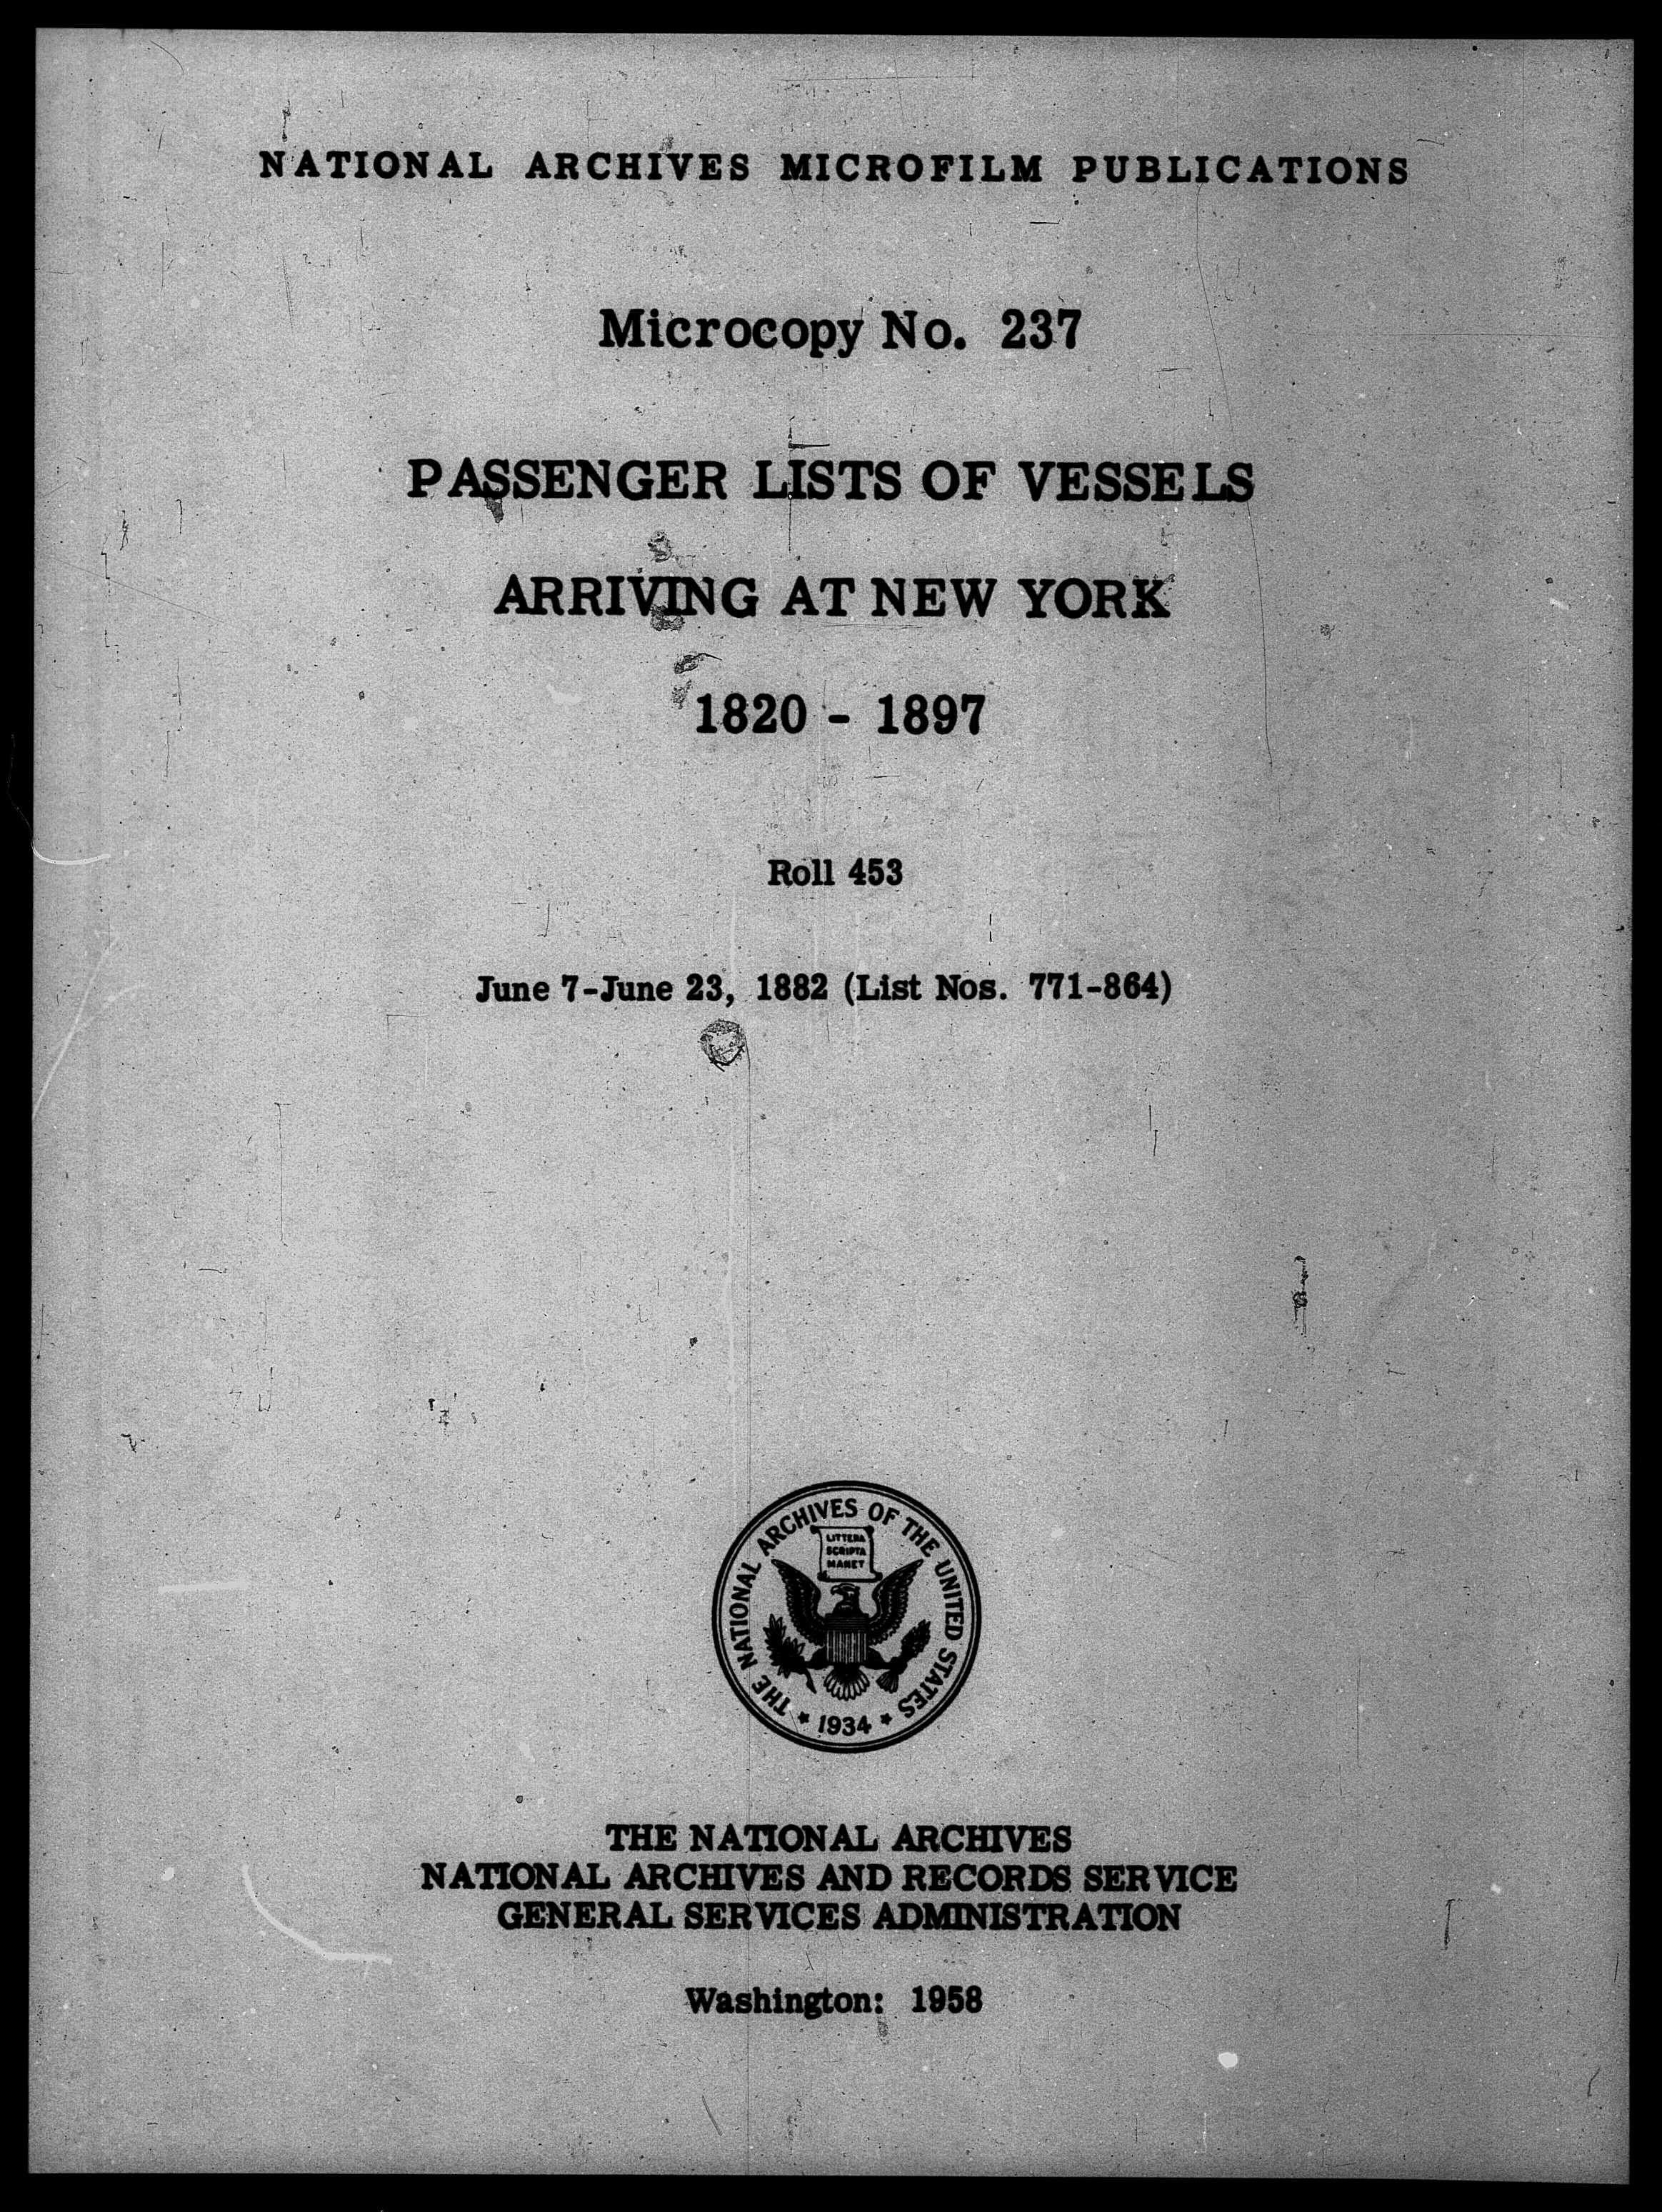 NATIONAL ARCHIVES MICROFILM PUBLICATIONS
Microcopy No. 237
PASSENGER LISTS OF VESSELS
ARRIVING AT NEW YORK
1820 - 1897
Roll 453
June 7-June 23, 1882 (List Nos. 771-864)
THE NATIONAL ARCHIVES OF THE UNITED STATES
LITTERA
SCRIPTA
MANET
* 1934 *
THE NATIONAL ARCHIVES
NATIONAL ARCHIVES AND RECORDS SERVICE
GENERAL SERVICES ADMINISTRATION
Washington: 1958